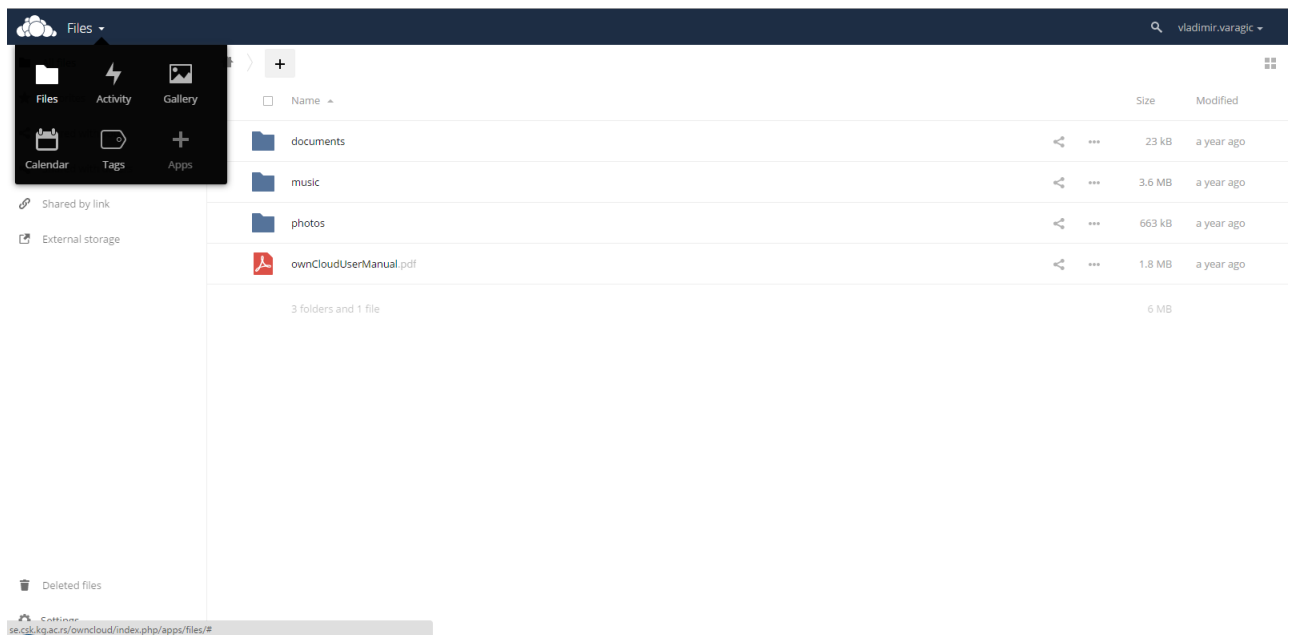 Files
vladimir.varagic
Files Activity Gallery
Calendar Tags Apps
Shared by link
External storage
Deleted files
Settings
Name Size Modified
documents 23 kB a year ago
music 3.6 MB a year ago
photos 663 kB a year ago
ownCloudUserManual.pdf 1.8 MB a year ago
3 folders and 1 file 6 MB
se.csk.kg.ac.rs/owncloud/index.php/apps/files/#